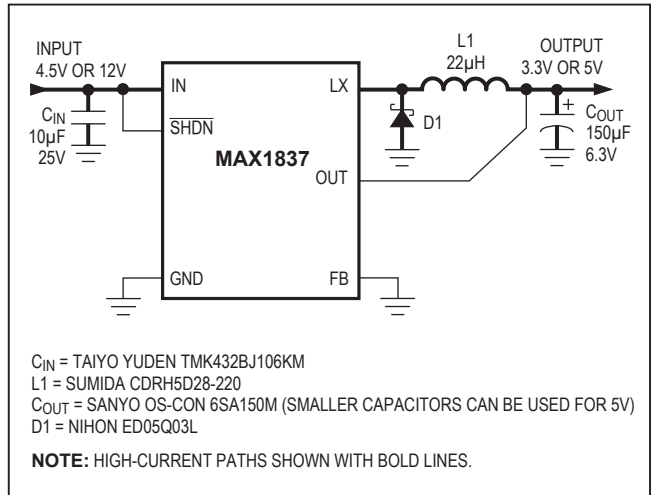 INPUT
4.5V OR 12V
CIN
10µF
25V
IN
SHDN
MAX1837
LX
OUT
GND
FB
L1
22µH
D1
OUTPUT
3.3V OR 5V
+
COUT
150µF
6.3V
CIN = TAIYO YUDEN TMK432BJ106KM
L1 = SUMIDA CDRH5D28-220
COUT = SANYO OS-CON 6SA150M (SMALLER CAPACITORS CAN BE USED FOR 5V)
D1 = NIHON ED05Q03L
NOTE: HIGH-CURRENT PATHS SHOWN WITH BOLD LINES.